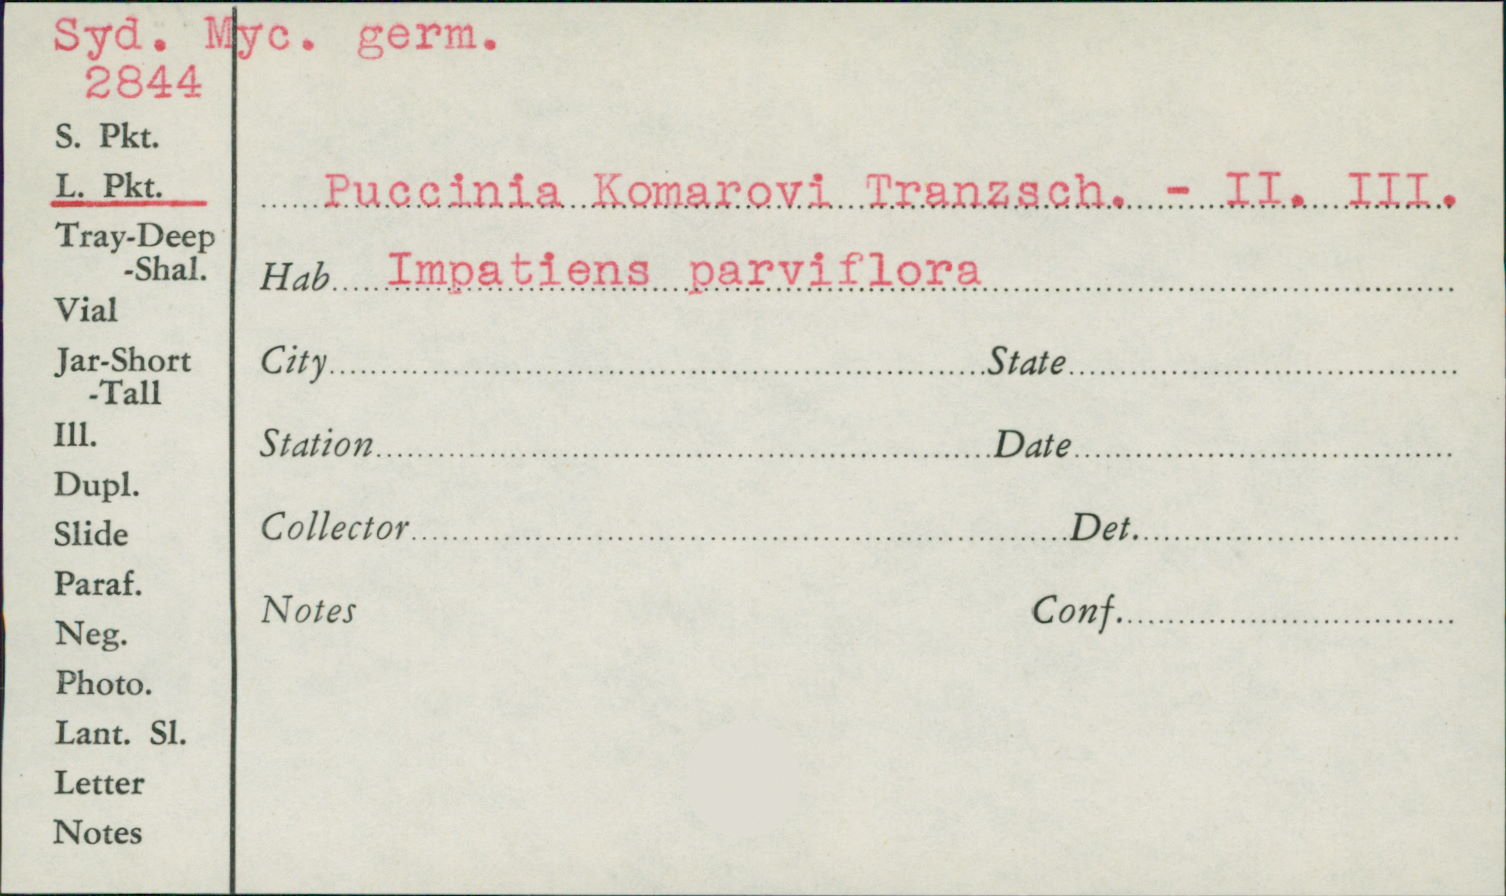 Syd. Myc. germ.
2844
S. Pkt.
L. Pkt.
Tray-Deep
-Shal.
Vial
Jar-Short
-Tall
Ill.
Dupl.
Slide
Paraf.
Neg.
Photo.
Lant. Sl.
Letter
Notes
Puccinia Komarovi Tranzsch. - II. III.
Hab Impatiens parviflora
City State
Station Date
Collector Det.
Notes Conf.